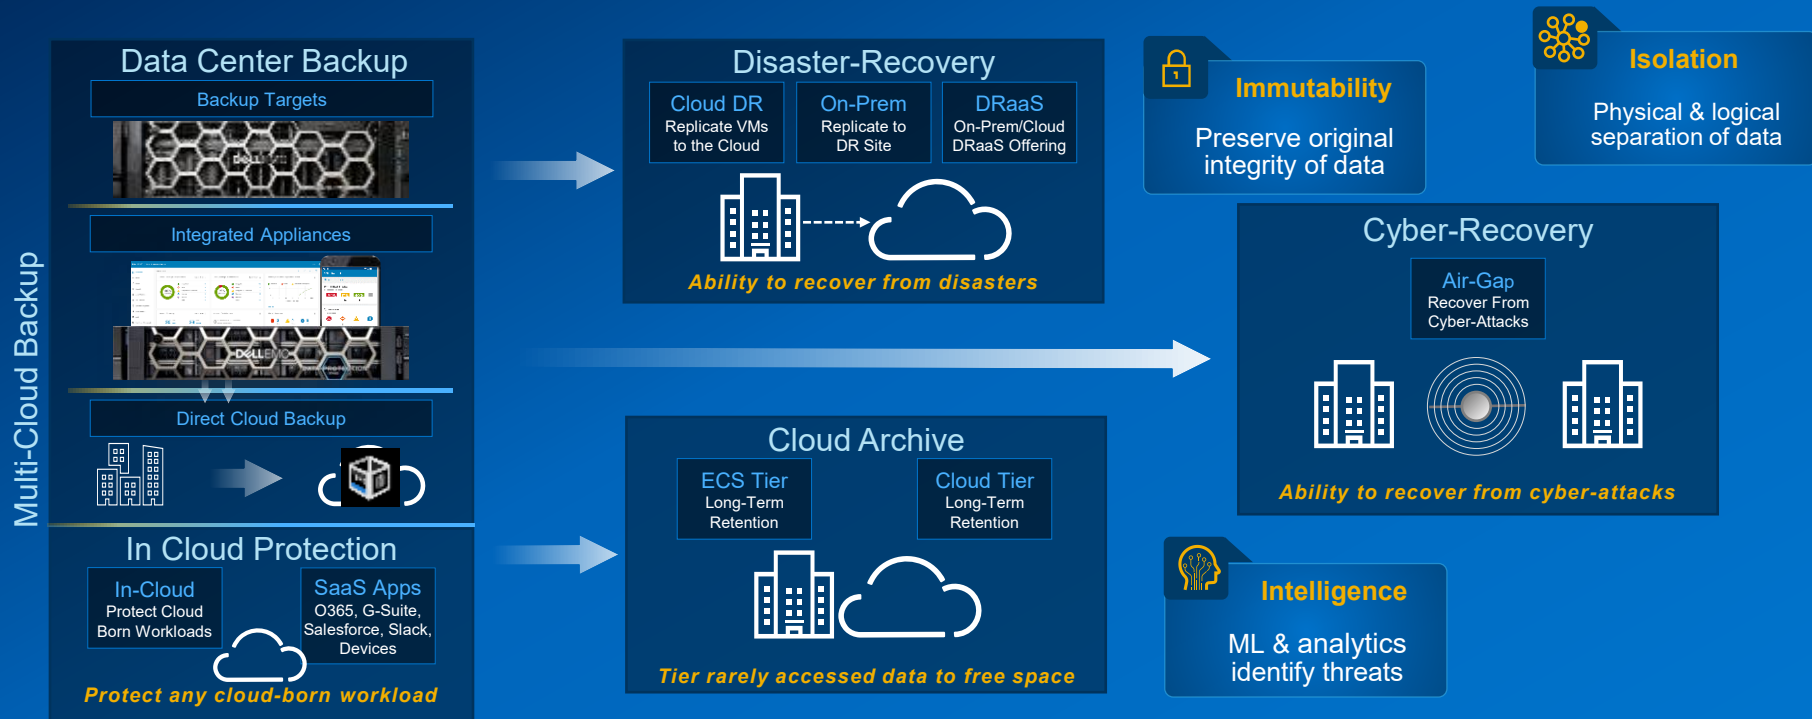 Multi-Cloud Backup
Data Center Backup
Backup Targets
DELL EMC
Integrated Appliances
DELL EMC
Direct Cloud Backup
In Cloud Protection
In-Cloud
Protect Cloud
Born Workloads
SaaS Apps
O365, G-Suite,
Salesforce, Slack,
Devices
Protect any cloud-born workload
Disaster-Recovery
Cloud DR
Replicate VMs
to the Cloud
On-Prem
Replicate to
DR Site
DRaaS
On-Prem/Cloud
DRaaS Offering
Ability to recover from disasters
Cloud Archive
ECS Tier
Long-Term
Retention
Cloud Tier
Long-Term
Retention
Tier rarely accessed data to free space
Immutability
Preserve original
integrity of data
Isolation
Physical & logical
separation of data
Cyber-Recovery
Air-Gap
Recover From
Cyber-Attacks
Ability to recover from cyber-attacks
Intelligence
ML & analytics
identify threats